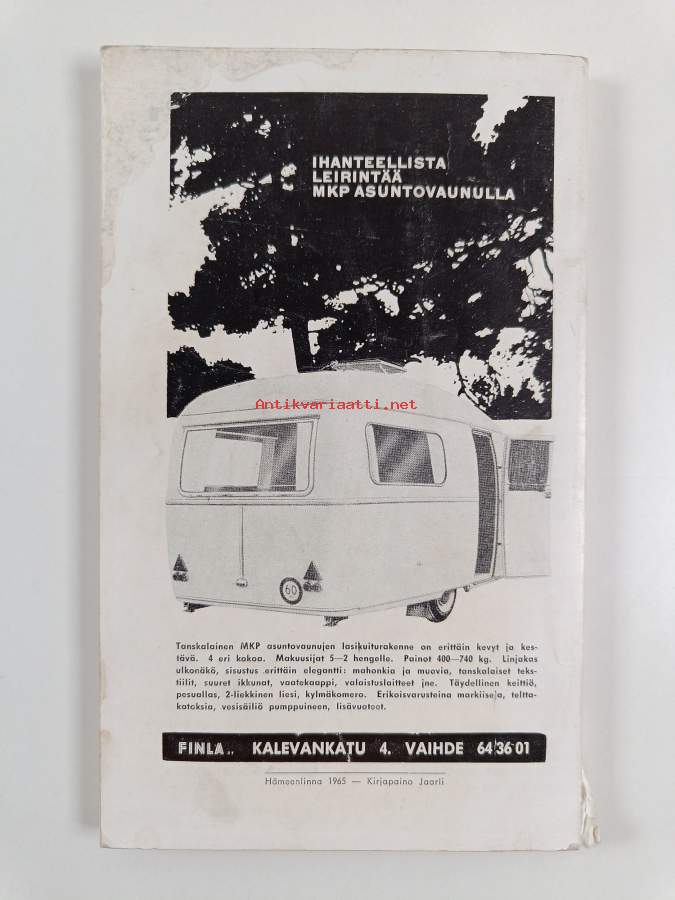 IHANTEELLISTA
LEIRINTÄÄ
MKP ASUNTOVAUNULLA
Antikvariaatti.net
60
Tanskalainen MKP asuntovaunujen lasikuiturakenne on erittäin kevyt ja kes-
tävä. 4 eri kokoa. Makuusijat 5—2 hengelle. Painot 400—740 kg. Linjakas
ulkonäkö, sisustus erittäin elegantti: mahonkia ja muovia, tanskalaiset teks-
tiilit, suuret ikkunat, vaatekaappi, valaistuslaitteet jne. Täydellinen keittiö,
pesuallas, 2-liekkinen liesi, kylmäkomero. Erikoisvarusteina markiiseja, teltta-
katoksia, vesisäiliö pumppuineen, lisävuoteet.
FINLA.. KALEVANKATU 4. VAIHDE 64 36 01
Hämeenlinna 1965 — Kirjapaino Jaarli